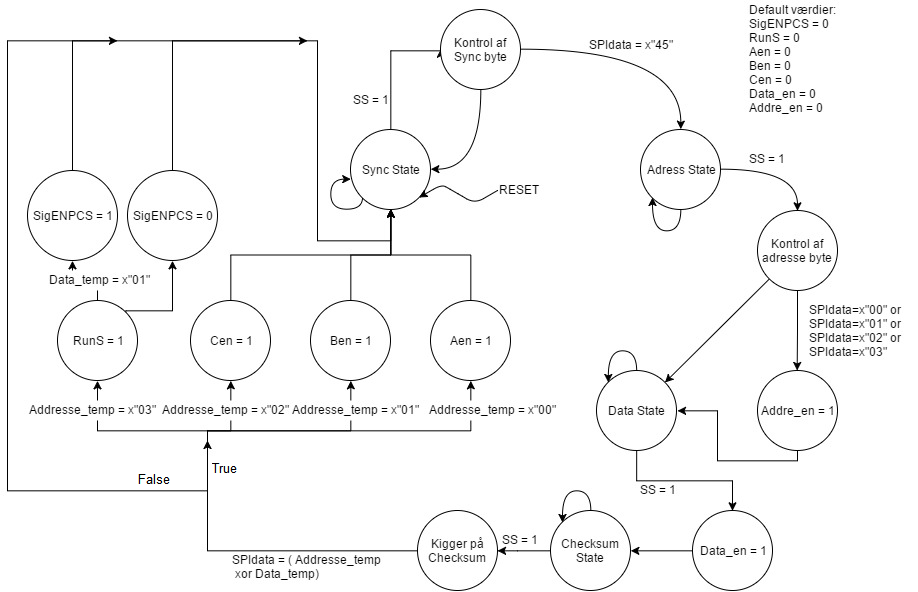 Default værdier:
SigENPCS = 0
RunS = 0
Aen = 0
Ben = 0
Cen = 0
Data_en = 0
Addre_en = 0
Kontrol af
Sync byte
SPIdata = x"45"
SS = 1
Sync State
RESET
Adress State
SS = 1
Kontrol af
adresse byte
SigENPCS = 1
SigENPCS = 0
Data_temp = x"01"
RunS = 1
Cen = 1
Ben = 1
Aen = 1
SPIdata=x"00" or
SPIdata=x"01" or
SPIdata=x"02" or
SPIdata=x"03"
Addresse_temp = x"03"
Addresse_temp = x"02"
Addresse_temp = x"01"
Addresse_temp = x"00"
Data State
Addre_en = 1
True
False
SS = 1
Kigger på
Checksum
SS = 1
Checksum
State
Data_en = 1
SPIdata = ( Addresse_temp
xor Data_temp)